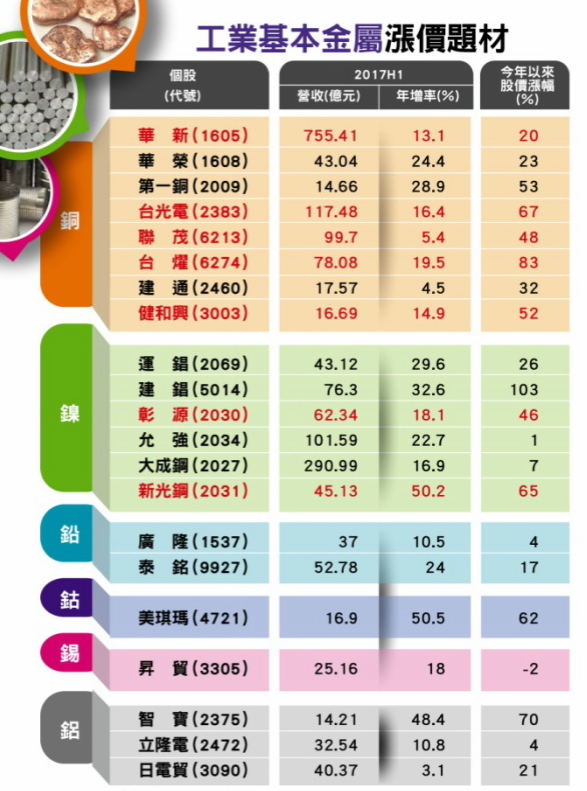 工業基本金屬漲價題材
個股
(代號)
2017H1
營收(億元) 年增率(%)
今年以來
股價漲幅
(%)
銅
華 新(1605) 755.41 13.1 20
華 榮(1608) 43.04 24.4 23
第一銅(2009) 14.66 28.9 53
台光電(2383) 117.48 16.4 67
聯 茂(6213) 99.7 5.4 48
台 燿(6274) 78.08 19.5 83
建 通(2460) 17.57 4.5 32
健和興(3003) 16.69 14.9 52
鎳
運 錩(2069) 43.12 29.6 26
建 錩(5014) 76.3 32.6 103
彰 源(2030) 62.34 18.1 46
允 強(2034) 101.59 22.7 1
大成鋼(2027) 290.99 16.9 7
新光鋼(2031) 45.13 50.2 65
鉛
廣 隆(1537) 37 10.5 4
泰 銘(9927) 52.78 24 17
鈷
美琪瑪(4721) 16.9 50.5 62
錫
昇 貿(3305) 25.16 18 -2
鋁
智 寶(2375) 14.21 48.4 70
立隆電(2472) 32.54 10.8 4
日電貿(3090) 40.37 3.1 21